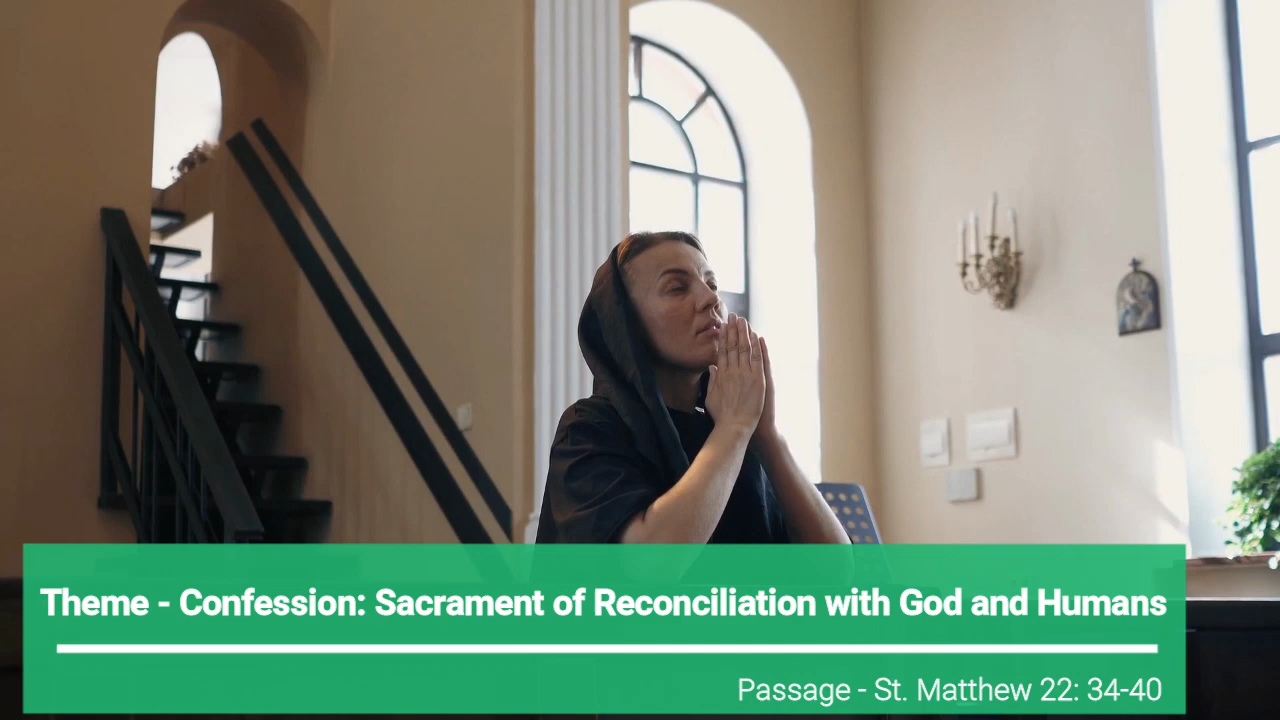 Theme - Confession: Sacrament of Reconciliation with God and Humans
Passage - St. Matthew 22: 34-40